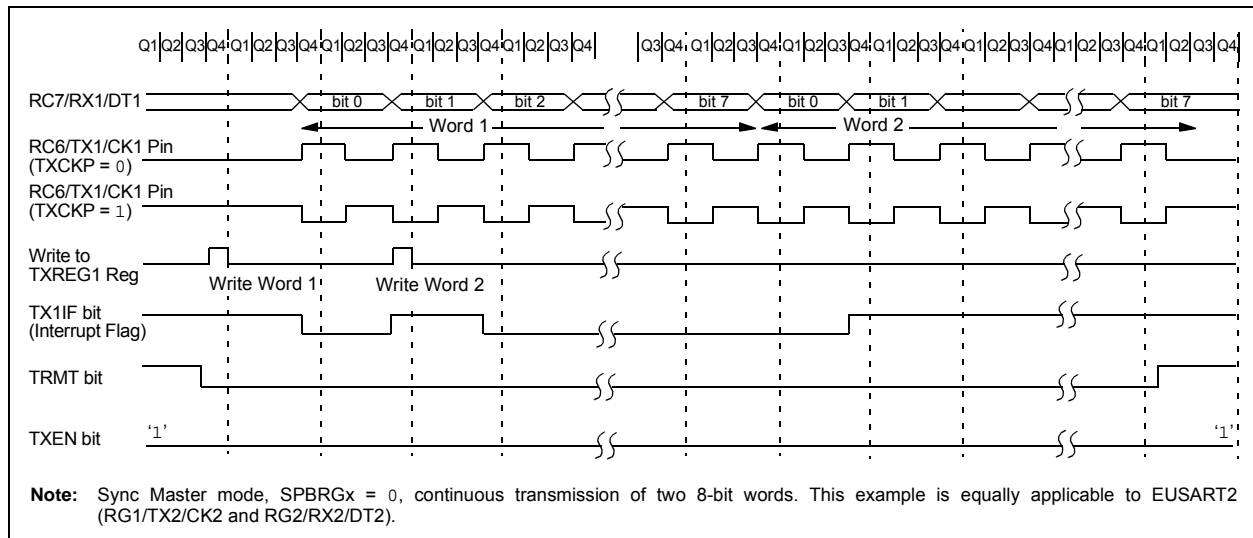 Q1 Q2 Q3 Q4 Q1 Q2 Q3 Q4 Q1 Q2 Q3 Q4 Q1 Q2 Q3 Q4 Q1 Q2 Q3 Q4 Q3 Q4 Q1 Q2 Q3 Q4 Q1 Q2 Q3 Q4 Q1 Q2 Q3 Q4 Q1 Q2 Q3 Q4 Q1 Q2 Q3 Q4 Q1 Q2 Q3 Q4
RC7/RX1/DT1 bit 0 bit 1 bit 2 bit 7 bit 0 bit 1 bit 7
Word 1 Word 2
RC6/TX1/CK1 Pin
(TXCKP = 0)
RC6/TX1/CK1 Pin
(TXCKP = 1)
Write to
TXREG1 Reg
Write Word 1 Write Word 2
TX1IF bit
(Interrupt Flag)
TRMT bit
TXEN bit ‘1’ ‘1’
Note: Sync Master mode, SPBRGx = 0, continuous transmission of two 8-bit words. This example is equally applicable to EUSART2
(RG1/TX2/CK2 and RG2/RX2/DT2).